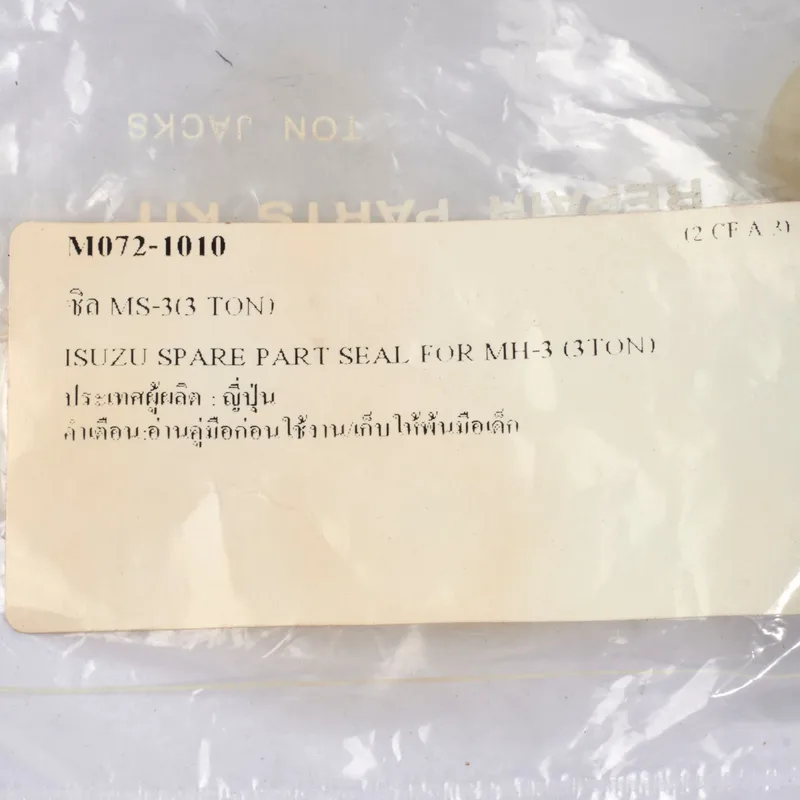 TON JACKS
REPAIR PARTS KIT
M072-1010
(2 CF A 3)
ซีล MS-3(3 TON)
ISUZU SPARE PART SEAL FOR MH-3 (3TON)
ประเทศผู้ผลิต : ญี่ปุ่น
คำเตือน:อ่านคู่มือก่อนใช้งาน/เก็บให้พ้นมือเด็ก